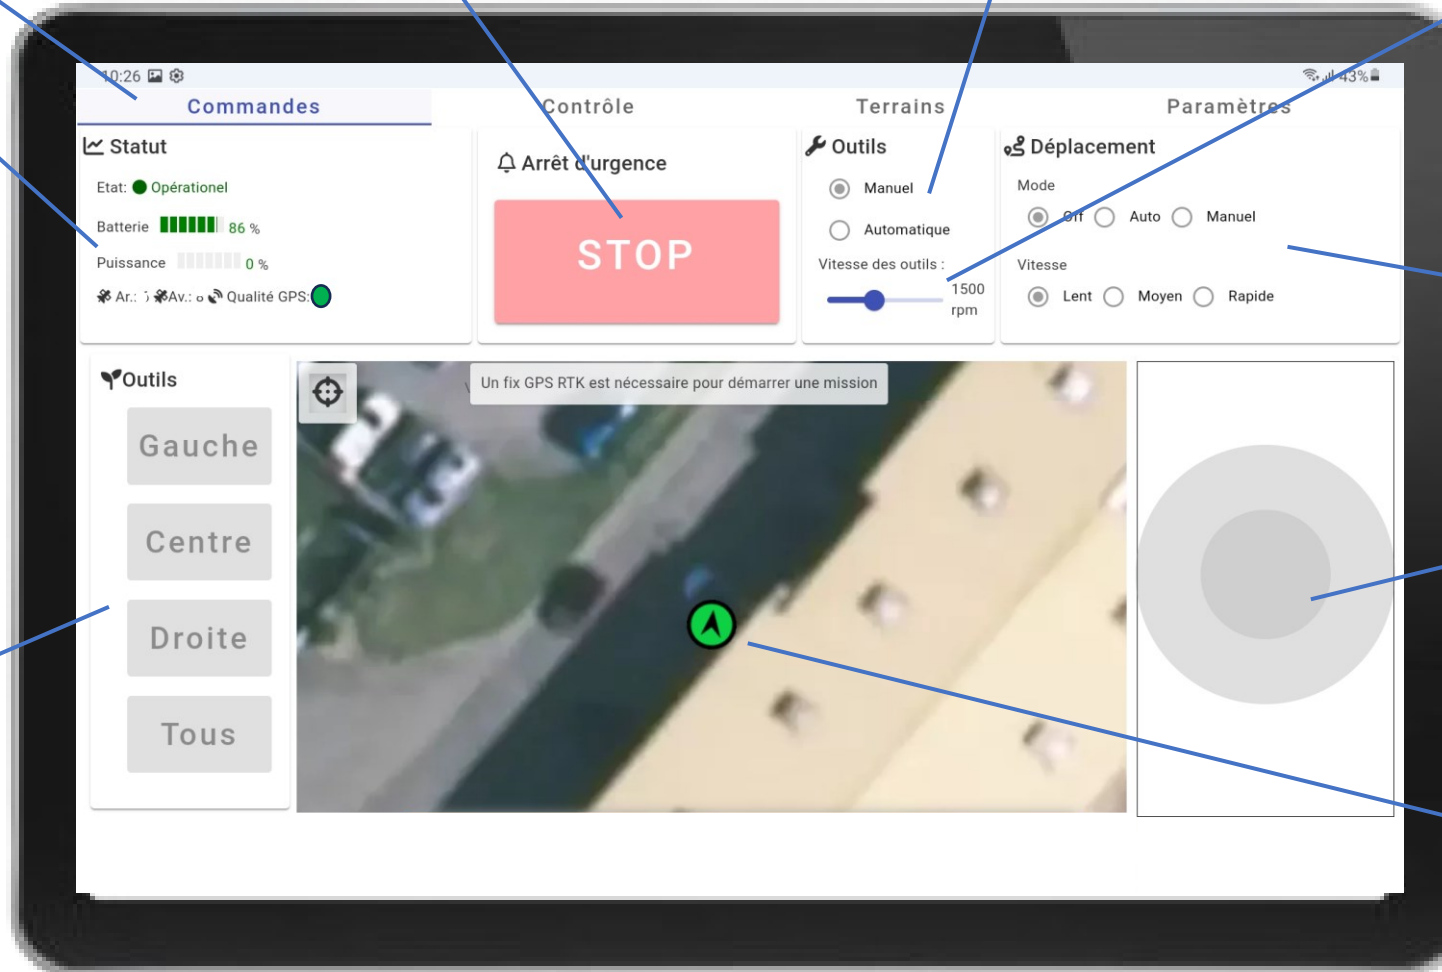 10:26 43%
Commandes Contrôle Terrains Paramètres
Statut
Etat: Opérationel
Batterie 86 %
Puissance 0 %
Ar.: Av.: Qualité GPS:
Arrêt d'urgence
STOP
Outils
Manuel
Automatique
Vitesse des outils :
1500
rpm
Déplacement
Mode
Off Auto Manuel
Vitesse
Lent Moyen Rapide
Outils
Gauche
Centre
Droite
Tous
Un fix GPS RTK est nécessaire pour démarrer une mission